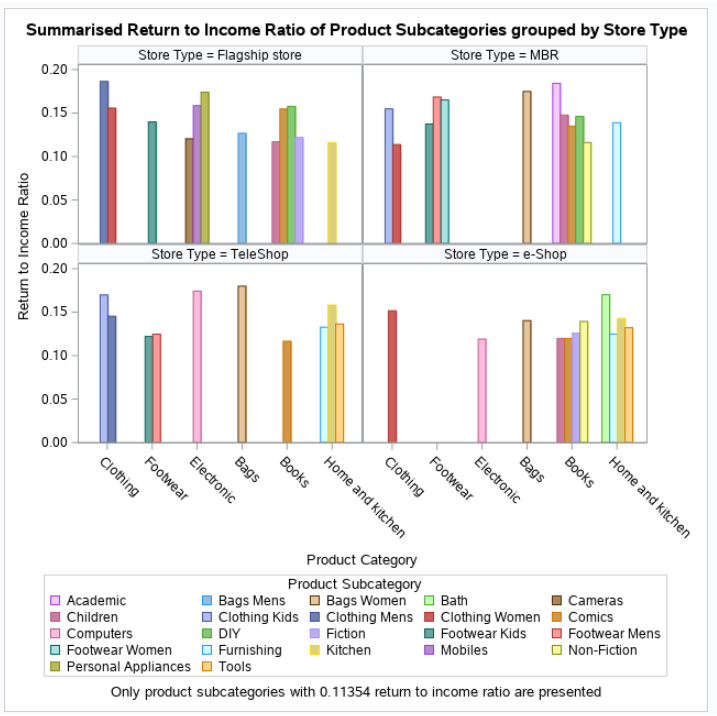 Summarised Return to Income Ratio of Product Subcategories grouped by Store Type
Store Type = Flagship store
Store Type = MBR
0.20
0.15
0.10
0.05
0.00
Store Type = TeleShop
Store Type = e-Shop
0.20
0.15
0.10
0.05
0.00
Return to Income Ratio
Clothing
Footwear
Electronic
Bags
Books
Home and kitchen
Clothing
Footwear
Electronic
Bags
Books
Home and kitchen
Product Category
Product Subcategory
Academic Bags Mens Bags Women Bath Cameras
Children Clothing Kids Clothing Mens Clothing Women Comics
Computers DIY Fiction Footwear Kids Footwear Mens
Footwear Women Furnishing Kitchen Mobiles Non-Fiction
Personal Appliances Tools
Only product subcategories with 0.11354 return to income ratio are presented